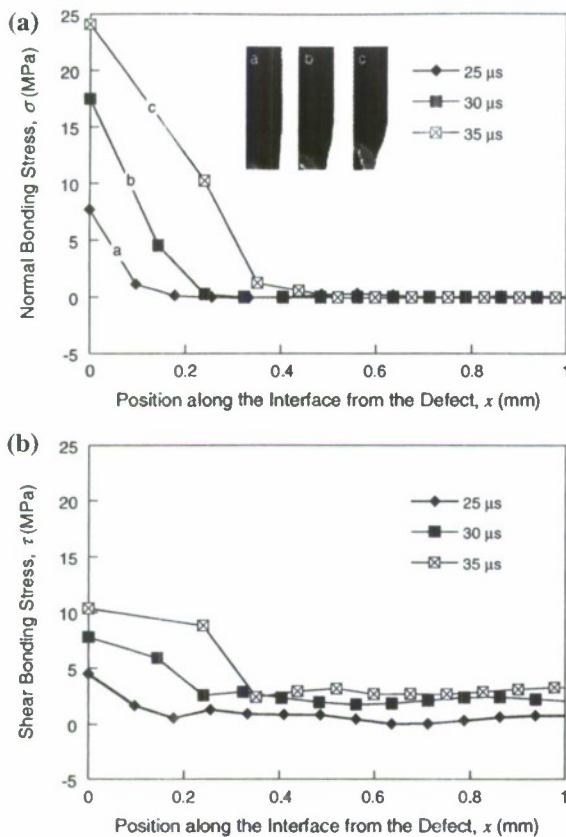 (a)
25
20
15
10
5
0
-5
Normal Bonding Stress, σ (MPa)
a
b
c
a b c
25 μs
30 μs
35 μs
0 0.2 0.4 0.6 0.8 1
Position along the Interface from the Defect, x (mm)
(b)
25
20
15
10
5
0
-5
Shear Bonding Stress, τ (MPa)
25 μs
30 μs
35 μs
0 0.2 0.4 0.6 0.8 1
Position along the Interface from the Defect, x (mm)